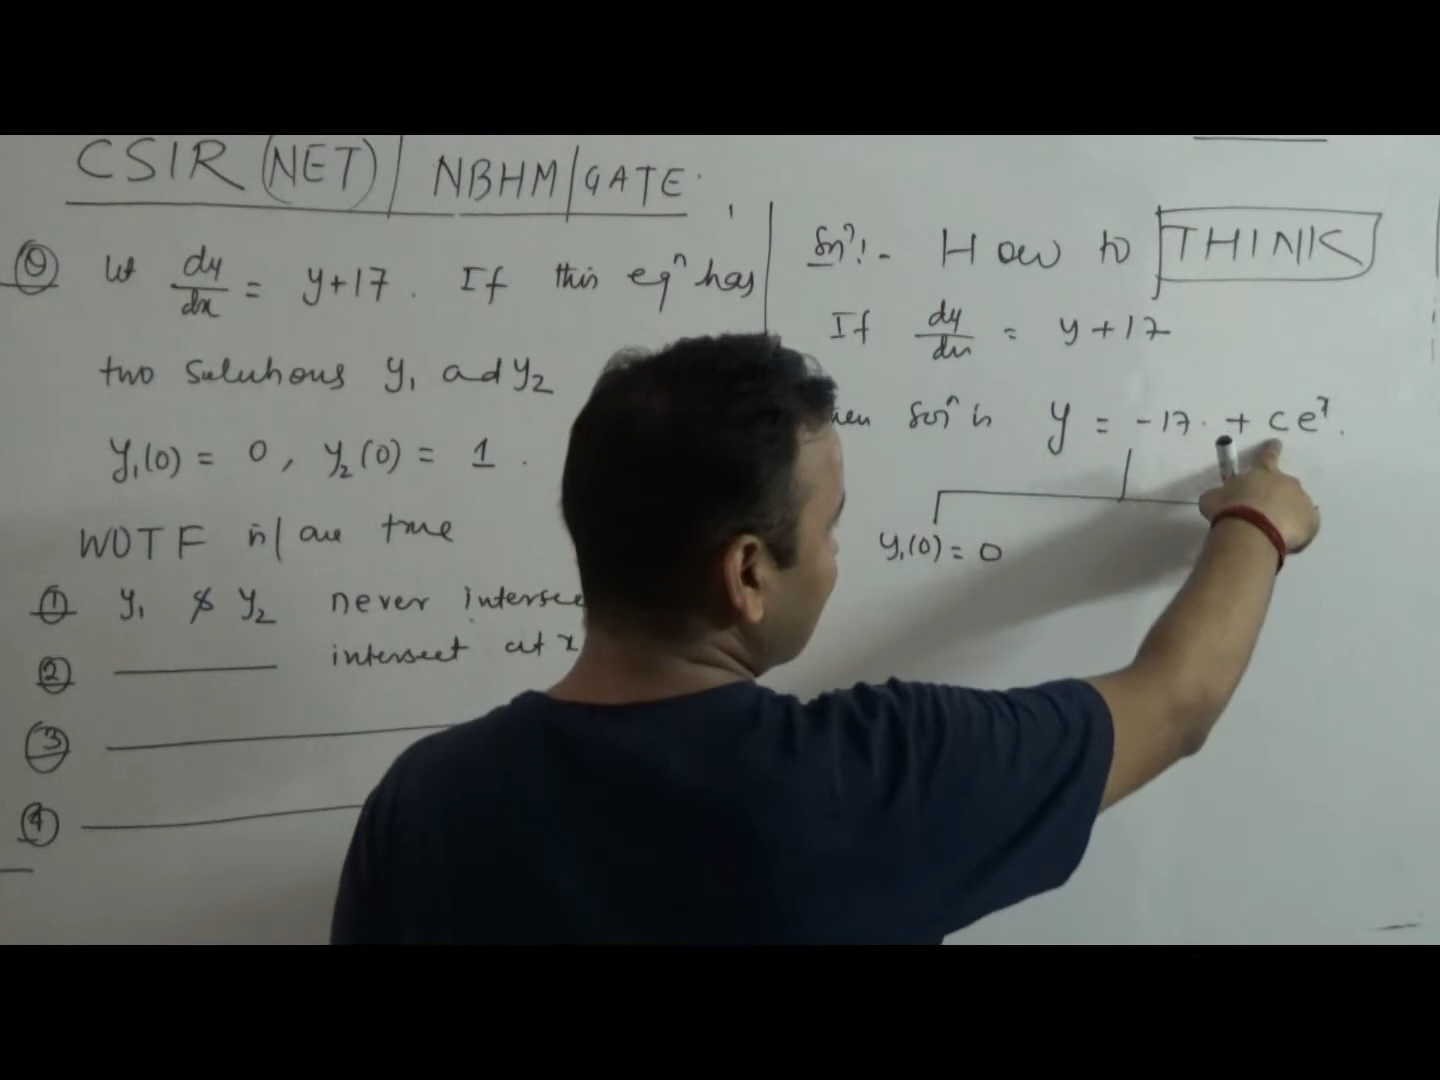 CSIR (NET) / NBHM/GATE.
Q Let dy/dx = y+17. If this eqⁿ has
two solutions y₁ and y₂
y₁(0) = 0, y₂(0) = 1.
WOTF is/are true
① y₁ & y₂ never
② intersect at x
③
④
Solⁿ:- How to THINK
If dy/dx = y+17
solⁿ is y = -17. + ceˣ.
y₁(0) = 0